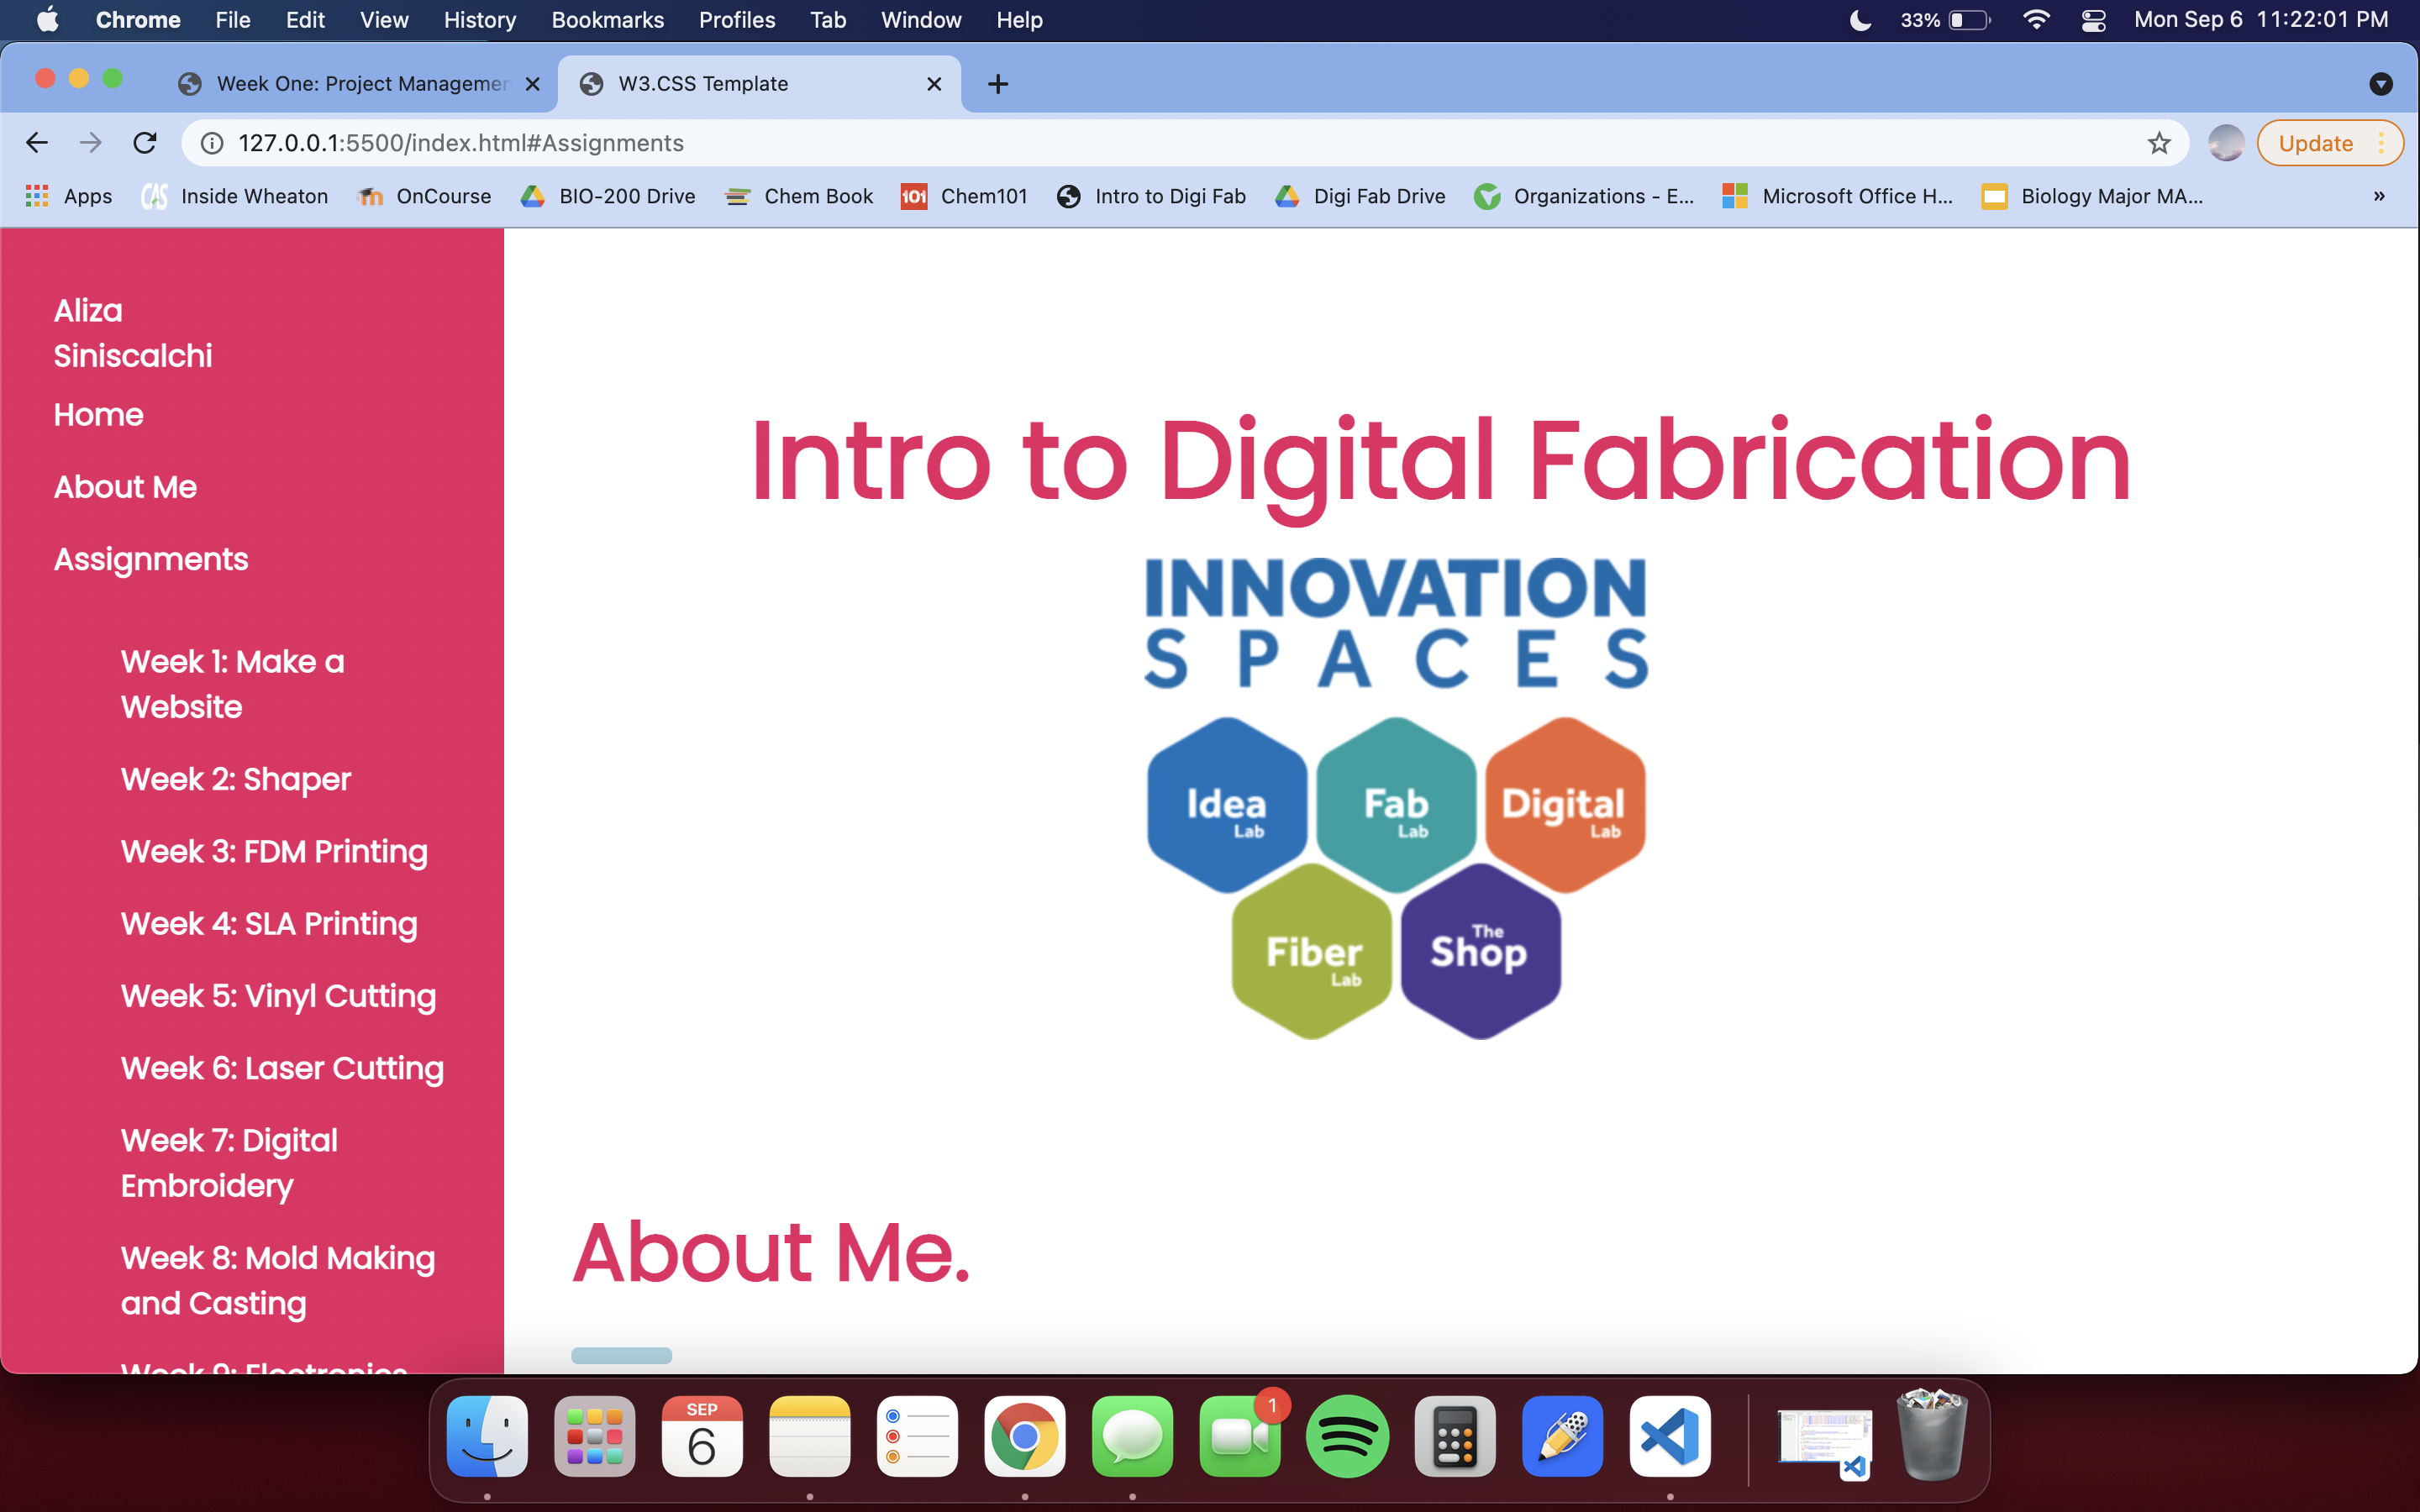 Chrome File Edit View History Bookmarks Profiles Tab Window Help 33% Mon Sep 6 11:22:01 PM
Week One: Project Managemen W3.CSS Template
127.0.0.1:5500/index.html#Assignments Update
Apps Inside Wheaton OnCourse BIO-200 Drive Chem Book 101 Chem101 Intro to Digi Fab Digi Fab Drive Organizations - E... Microsoft Office H... Biology Major MA... »
Aliza
Siniscalchi
Home
About Me
Assignments
Week 1: Make a
Website
Week 2: Shaper
Week 3: FDM Printing
Week 4: SLA Printing
Week 5: Vinyl Cutting
Week 6: Laser Cutting
Week 7: Digital
Embroidery
Week 8: Mold Making
and Casting
Week 9: Electronics
Intro to Digital Fabrication
INNOVATION
SPACES
Idea Lab
Fab Lab
Digital Lab
Fiber Lab
The Shop
About Me.
SEP
6
1